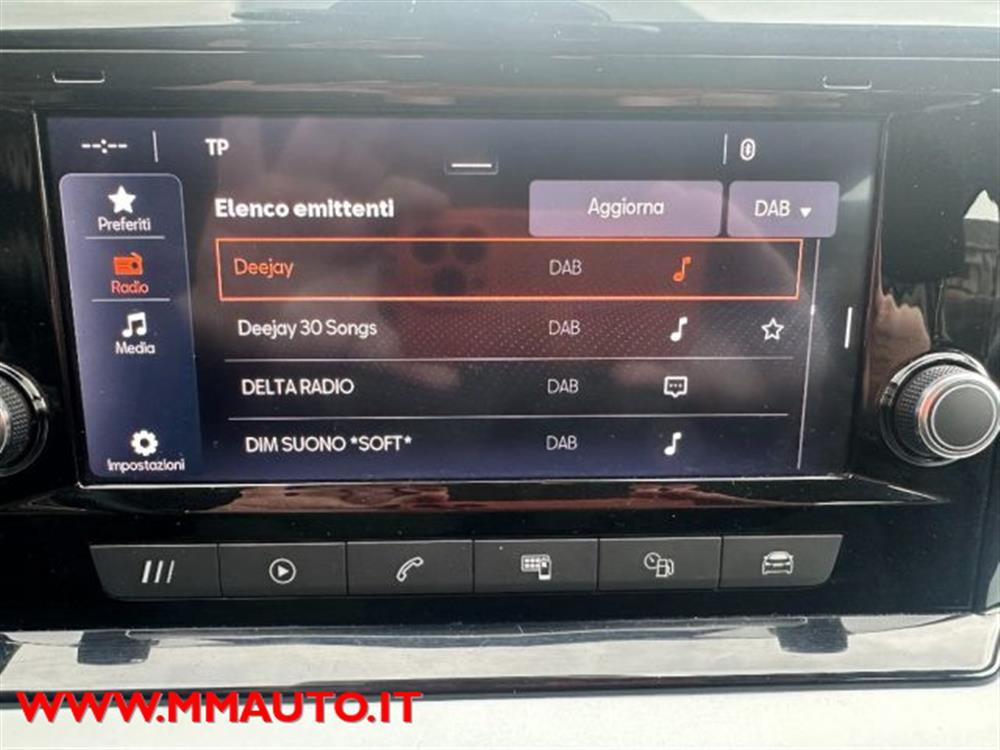 --:-- TP
Elenco emittenti Aggiorna DAB
Preferiti
Radio
Media
Impostazioni
Deejay DAB
Deejay 30 Songs DAB
DELTA RADIO DAB
DIM SUONO *SOFT* DAB
WWW.MMAUTO.IT